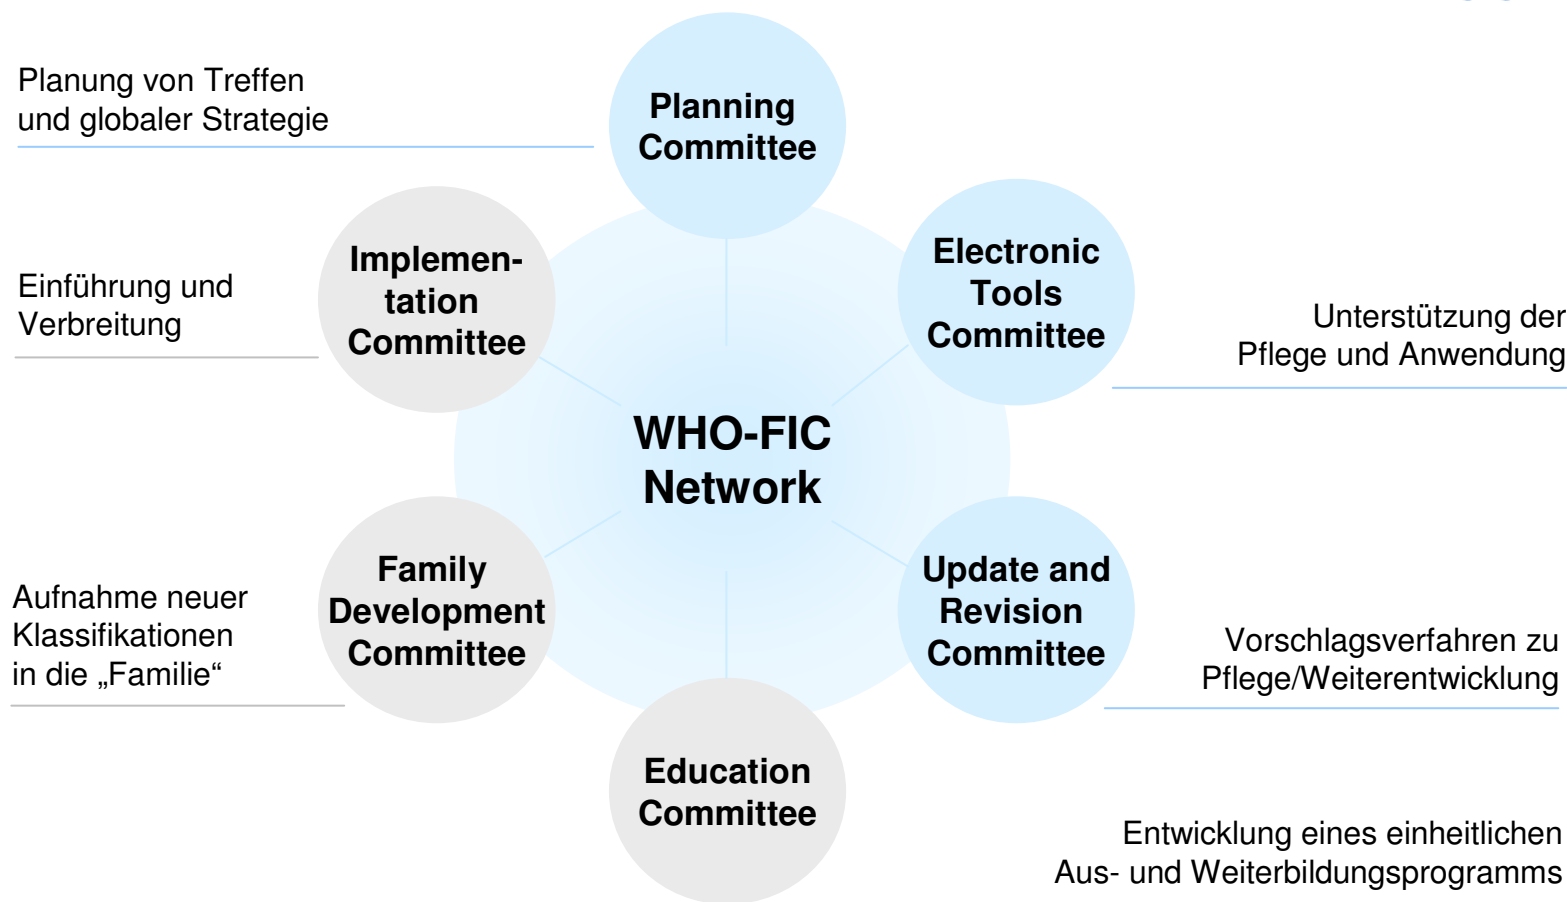 Planung von Treffen
und globaler Strategie
Planning
Committee
Implemen-
tation
Committee
Einführung und
Verbreitung
Electronic
Tools
Committee
Unterstützung der
Pflege und Anwendung
WHO-FIC
Network
Family
Development
Committee
Aufnahme neuer
Klassifikationen
in die „Familie“
Update and
Revision
Committee
Vorschlagsverfahren zu
Pflege/Weiterentwicklung
Education
Committee
Entwicklung eines einheitlichen
Aus- und Weiterbildungsprogramms